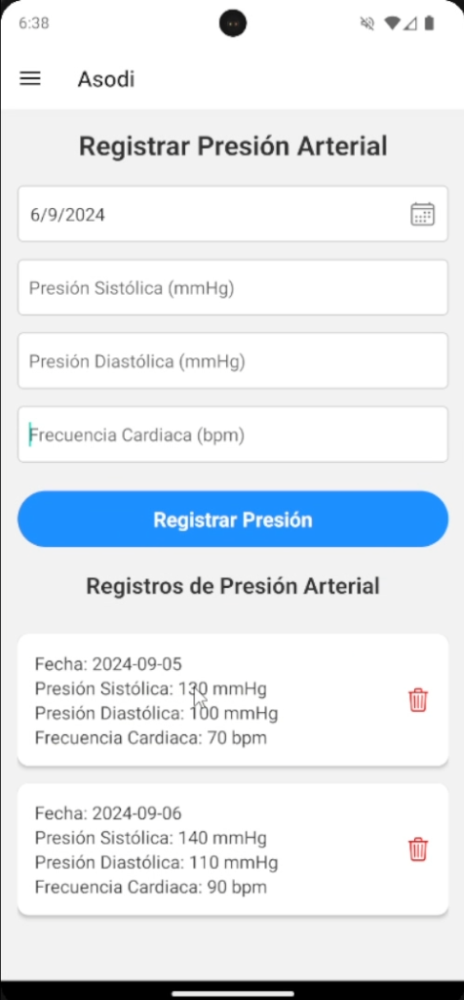 6:38
Asodi
Registrar Presión Arterial
6/9/2024
Presión Sistólica (mmHg)
Presión Diastólica (mmHg)
Frecuencia Cardiaca (bpm)
Registrar Presión
Registros de Presión Arterial
Fecha: 2024-09-05
Presión Sistólica: 130 mmHg
Presión Diastólica: 100 mmHg
Frecuencia Cardiaca: 70 bpm
Fecha: 2024-09-06
Presión Sistólica: 140 mmHg
Presión Diastólica: 110 mmHg
Frecuencia Cardiaca: 90 bpm